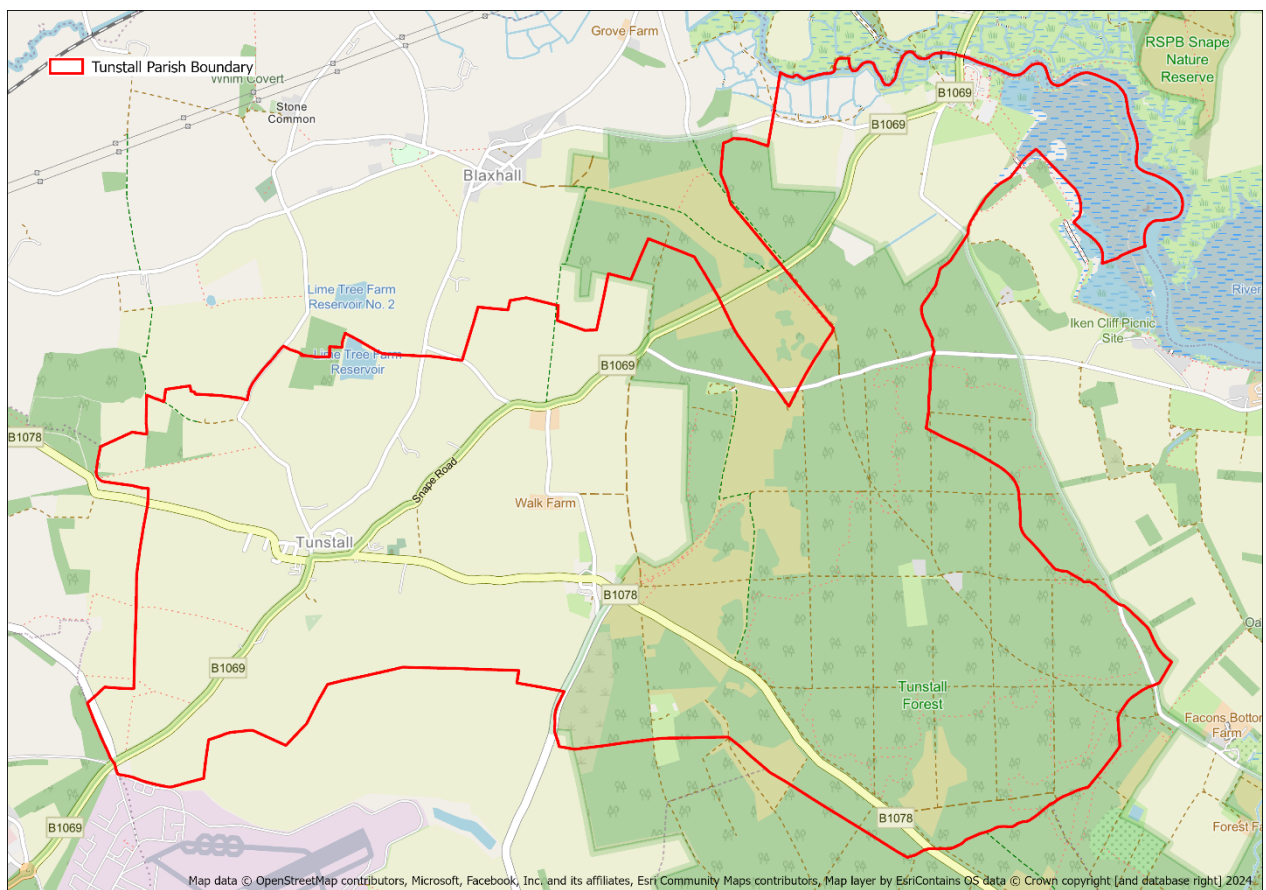 Grove Farm
RSPB Snape
Nature
Reserve
Tunstall Parish Boundary
Whim Covert
Stone
Common
B1069
B1069
Blaxhall
Lime Tree Farm
Reservoir No. 2
River
Iken Cliff Picnic
Site
Lime Tree Farm
Reservoir
B1069
B1078
Snape Road
Walk Farm
Tunstall
B1078
B1069
Tunstall
Forest
Facons Bottom
Farm
B1078
B1069
Forest Fa
Map data © OpenStreetMap contributors, Microsoft, Facebook, Inc. and its affiliates, Esri Community Maps contributors, Map layer by EsriContains OS data © Crown copyright [and database right] 2024